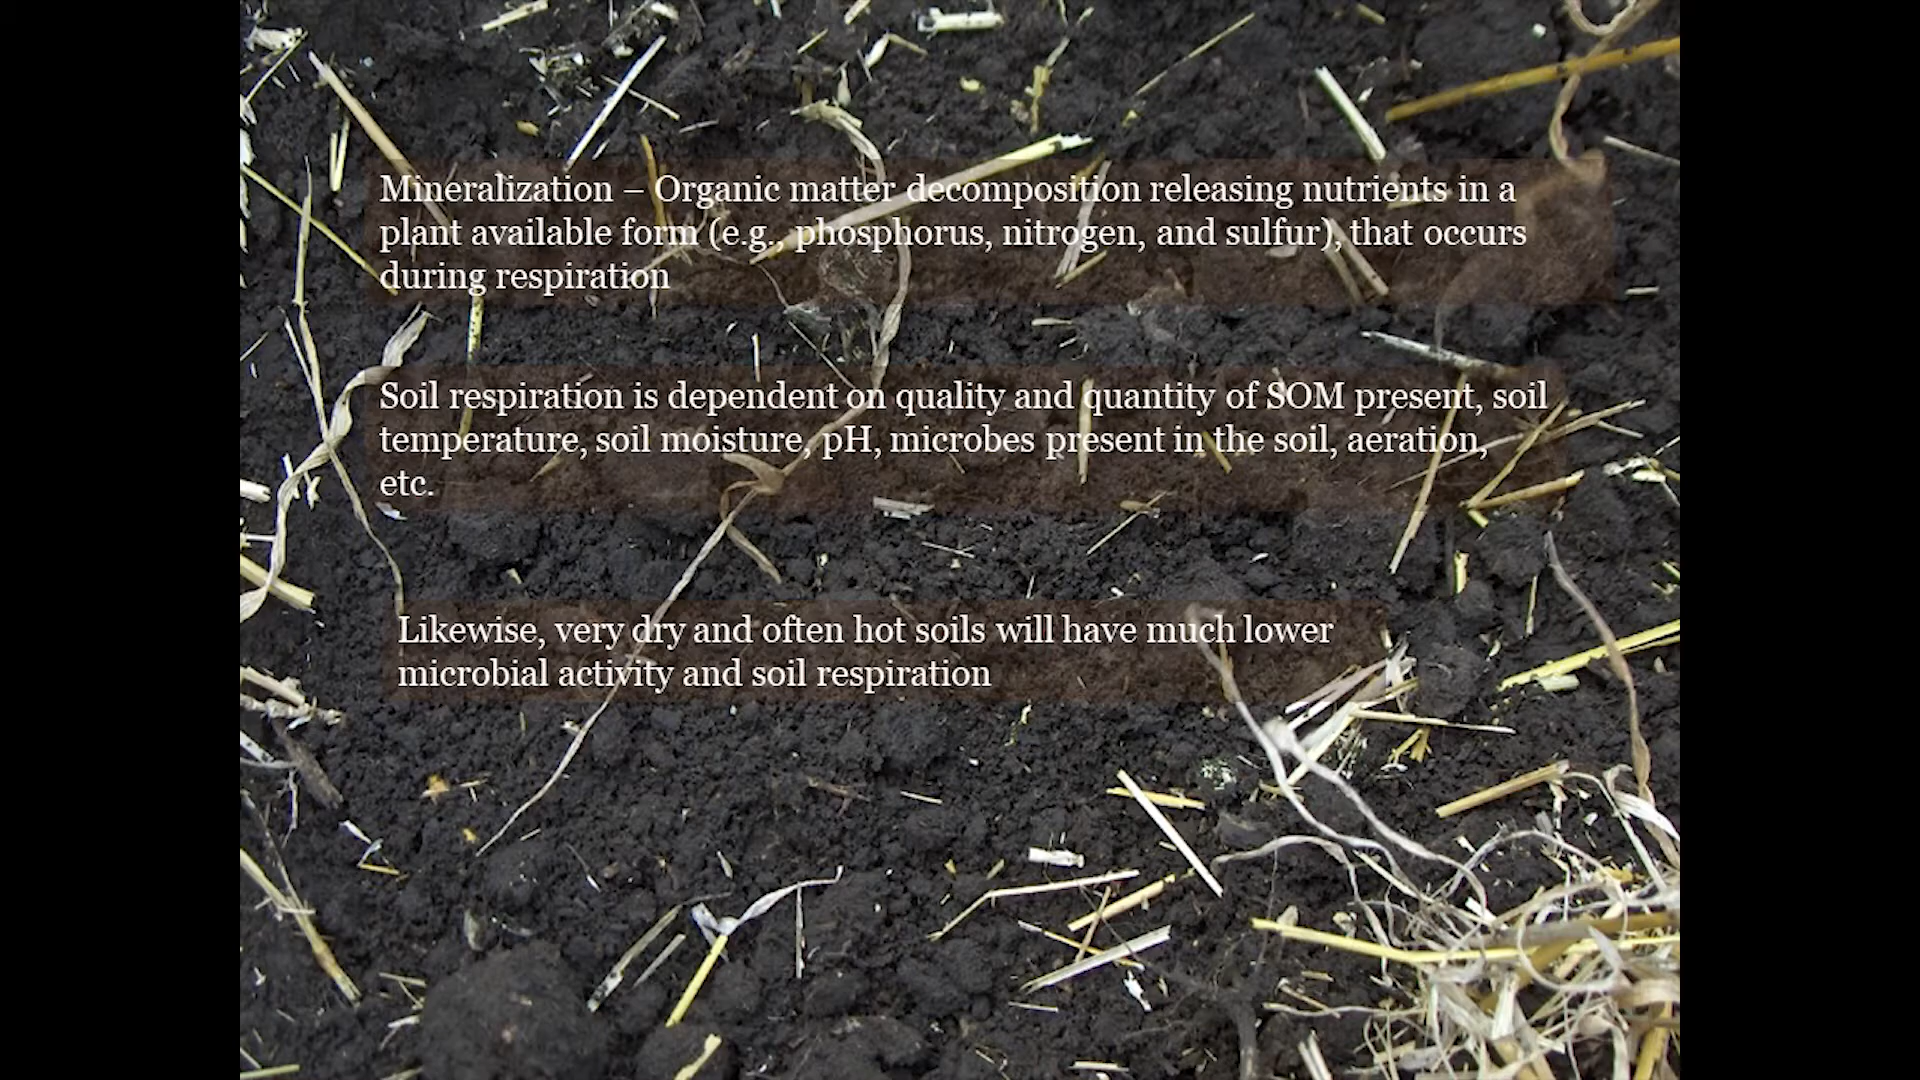 Mineralization – Organic matter decomposition releasing nutrients in a
plant available form (e.g., phosphorus, nitrogen, and sulfur), that occurs
during respiration
Soil respiration is dependent on quality and quantity of SOM present, soil
temperature, soil moisture, pH, microbes present in the soil, aeration,
etc.
Likewise, very dry and often hot soils will have much lower
microbial activity and soil respiration